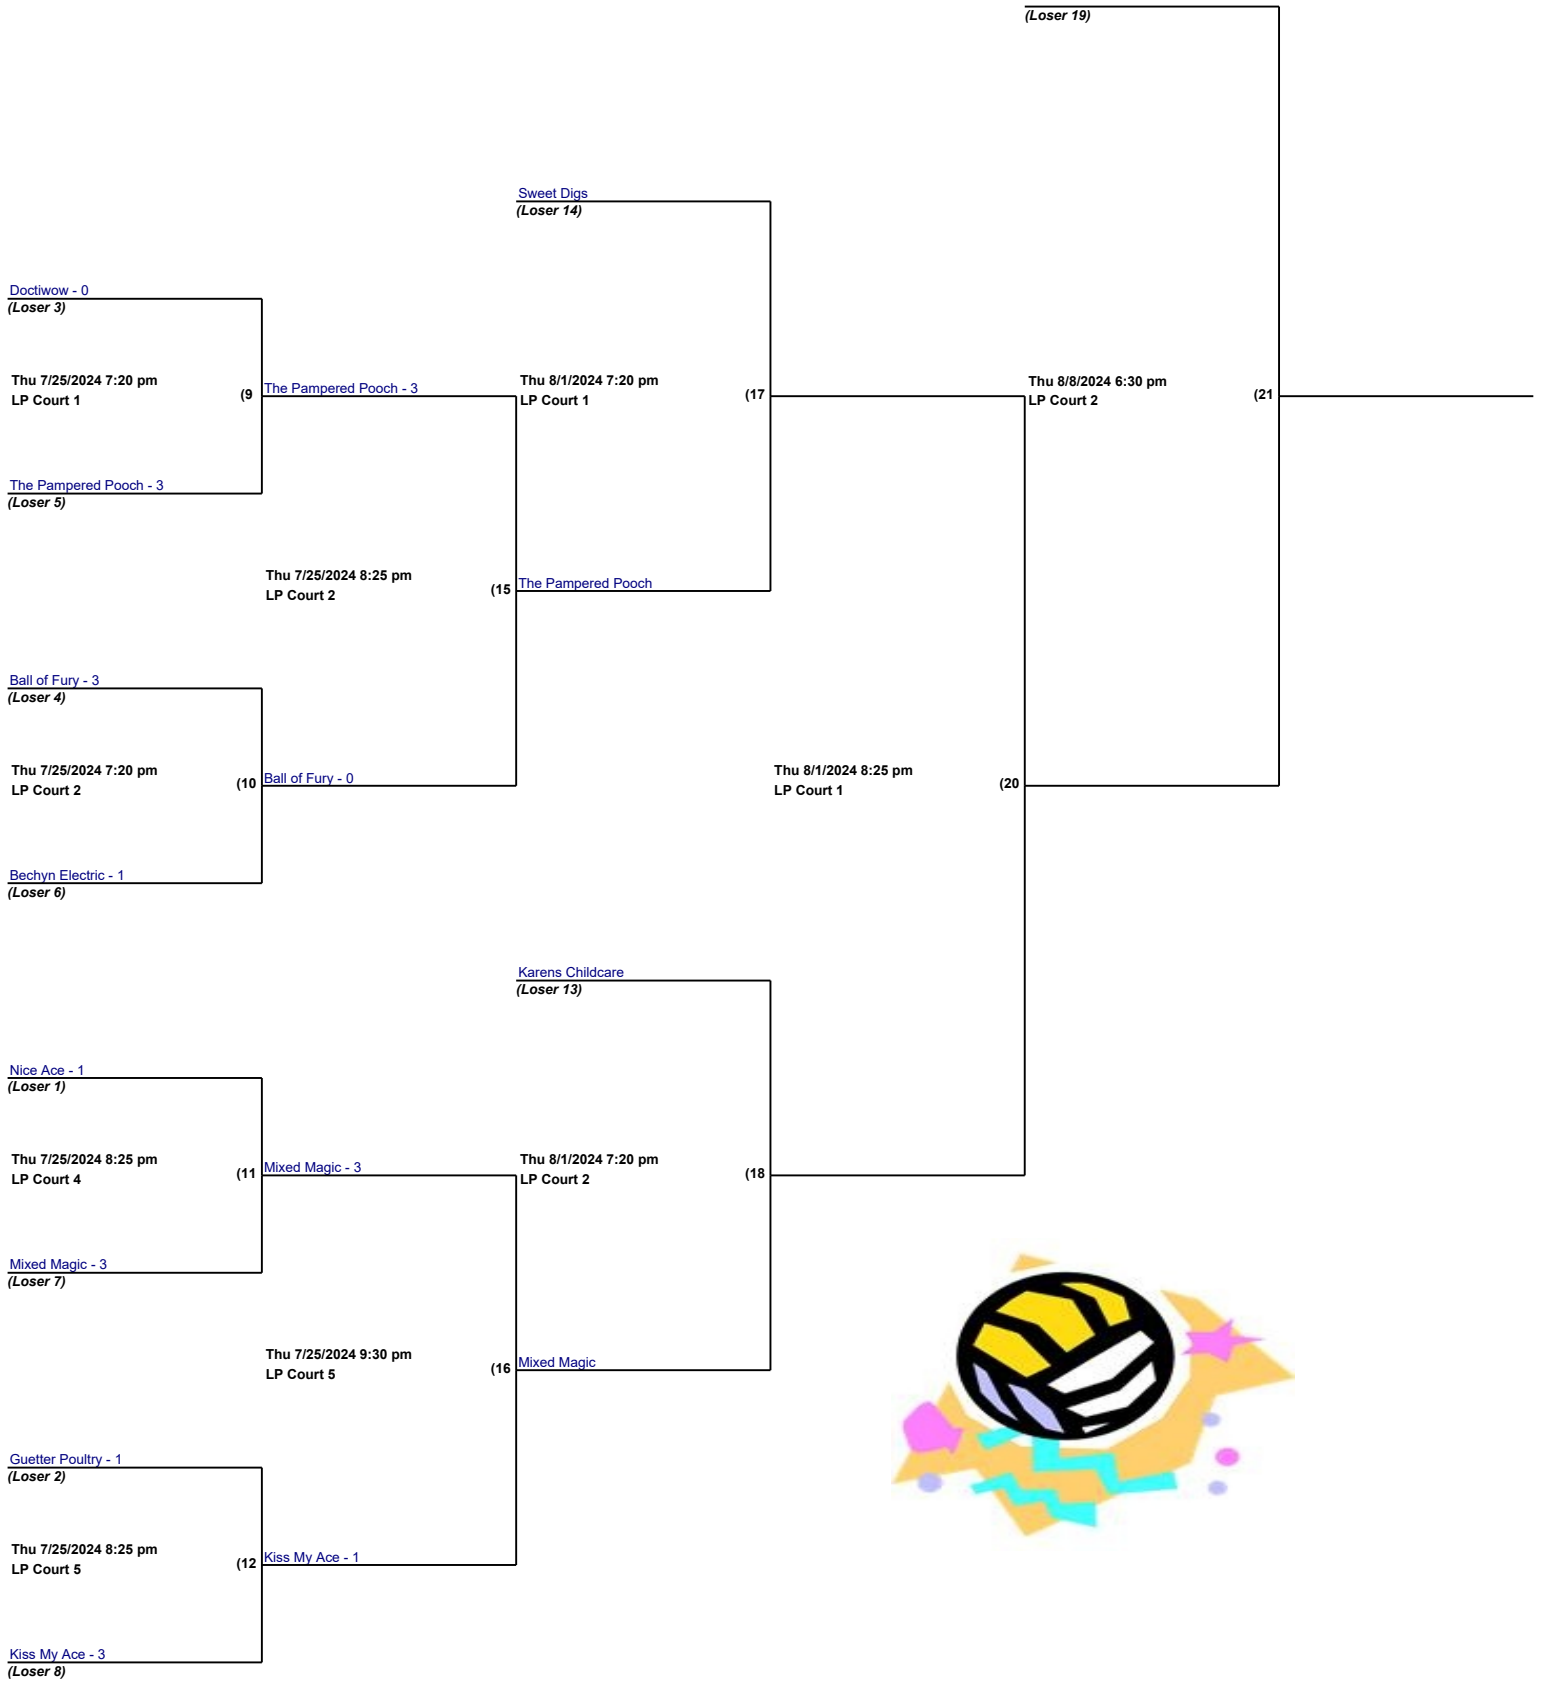 (Loser 19)
Sweet Digs
(Loser 14)
Doctiwow - 0
(Loser 3)
Thu 7/25/2024 7:20 pm
LP Court 1
(9
The Pampered Pooch - 3
Thu 8/1/2024 7:20 pm
LP Court 1
(17
Thu 8/8/2024 6:30 pm
LP Court 2
(21
The Pampered Pooch - 3
(Loser 5)
Thu 7/25/2024 8:25 pm
LP Court 2
(15
The Pampered Pooch
Ball of Fury - 3
(Loser 4)
Thu 7/25/2024 7:20 pm
LP Court 2
(10
Ball of Fury - 0
Thu 8/1/2024 8:25 pm
LP Court 1
(20
Bechyn Electric - 1
(Loser 6)
Karens Childcare
(Loser 13)
Nice Ace - 1
(Loser 1)
Thu 7/25/2024 8:25 pm
LP Court 4
(11
Mixed Magic - 3
Thu 8/1/2024 7:20 pm
LP Court 2
(18
Mixed Magic - 3
(Loser 7)
Thu 7/25/2024 9:30 pm
LP Court 5
(16
Mixed Magic
Guetter Poultry - 1
(Loser 2)
Thu 7/25/2024 8:25 pm
LP Court 5
(12
Kiss My Ace - 1
Kiss My Ace - 3
(Loser 8)